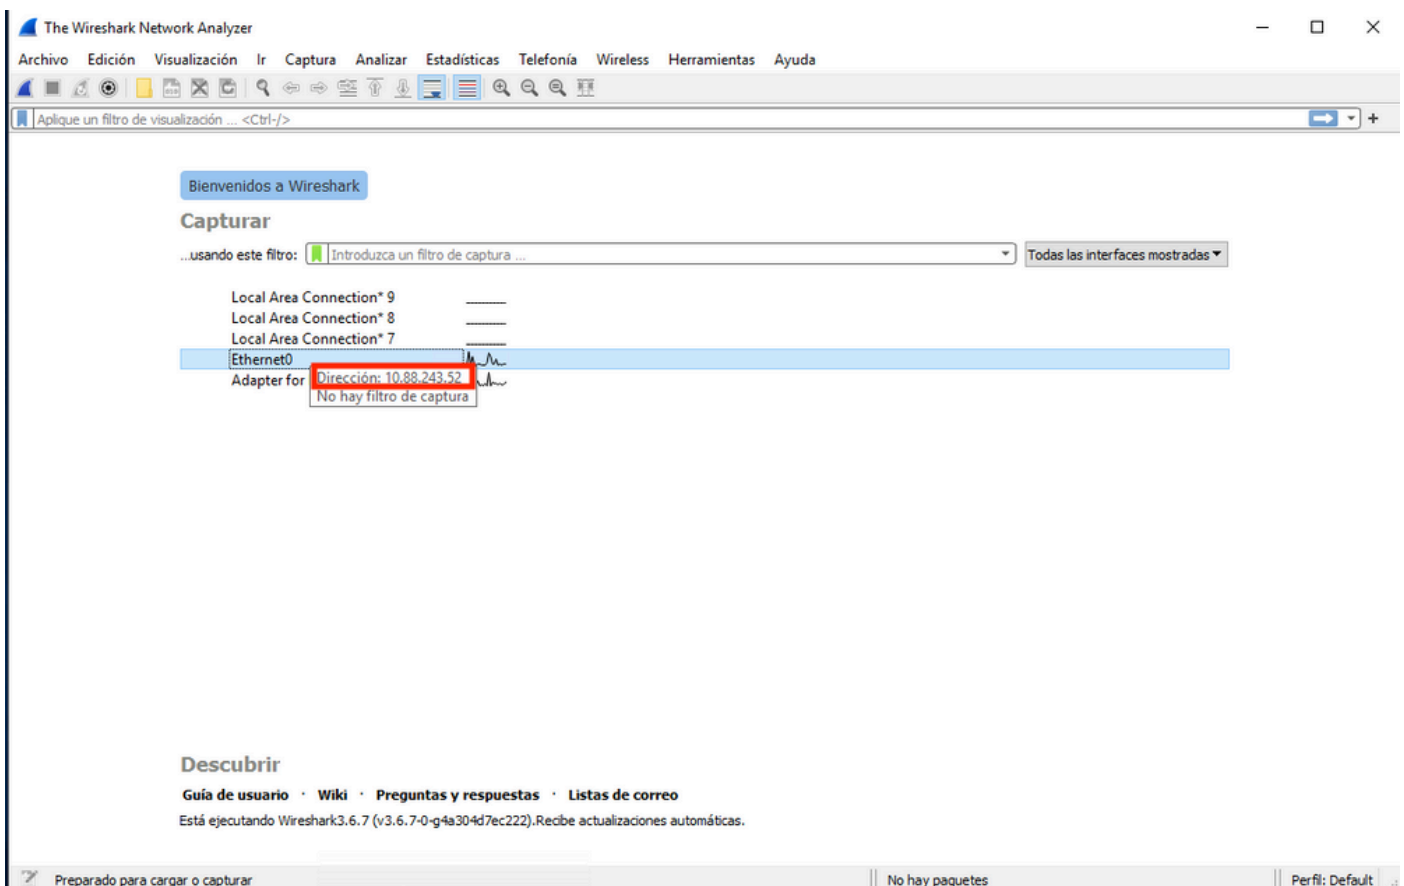 The Wireshark Network Analyzer
Archivo Edición Visualización Ir Captura Analizar Estadísticas Telefonía Wireless Herramientas Ayuda
Aplique un filtro de visualización ... <Ctrl-/>
+
Bienvenidos a Wireshark
Capturar
...usando este filtro: Introduzca un filtro de captura ... Todas las interfaces mostradas
Local Area Connection* 9
Local Area Connection* 8
Local Area Connection* 7
Ethernet0
Adapter for
Dirección: 10.88.243.52
No hay filtro de captura
Descubrir
Guía de usuario · Wiki · Preguntas y respuestas · Listas de correo
Está ejecutando Wireshark3.6.7 (v3.6.7-0-g4a304d7ec222).Recibe actualizaciones automáticas.
Preparado para cargar o capturar No hay paquetes Perfil: Default